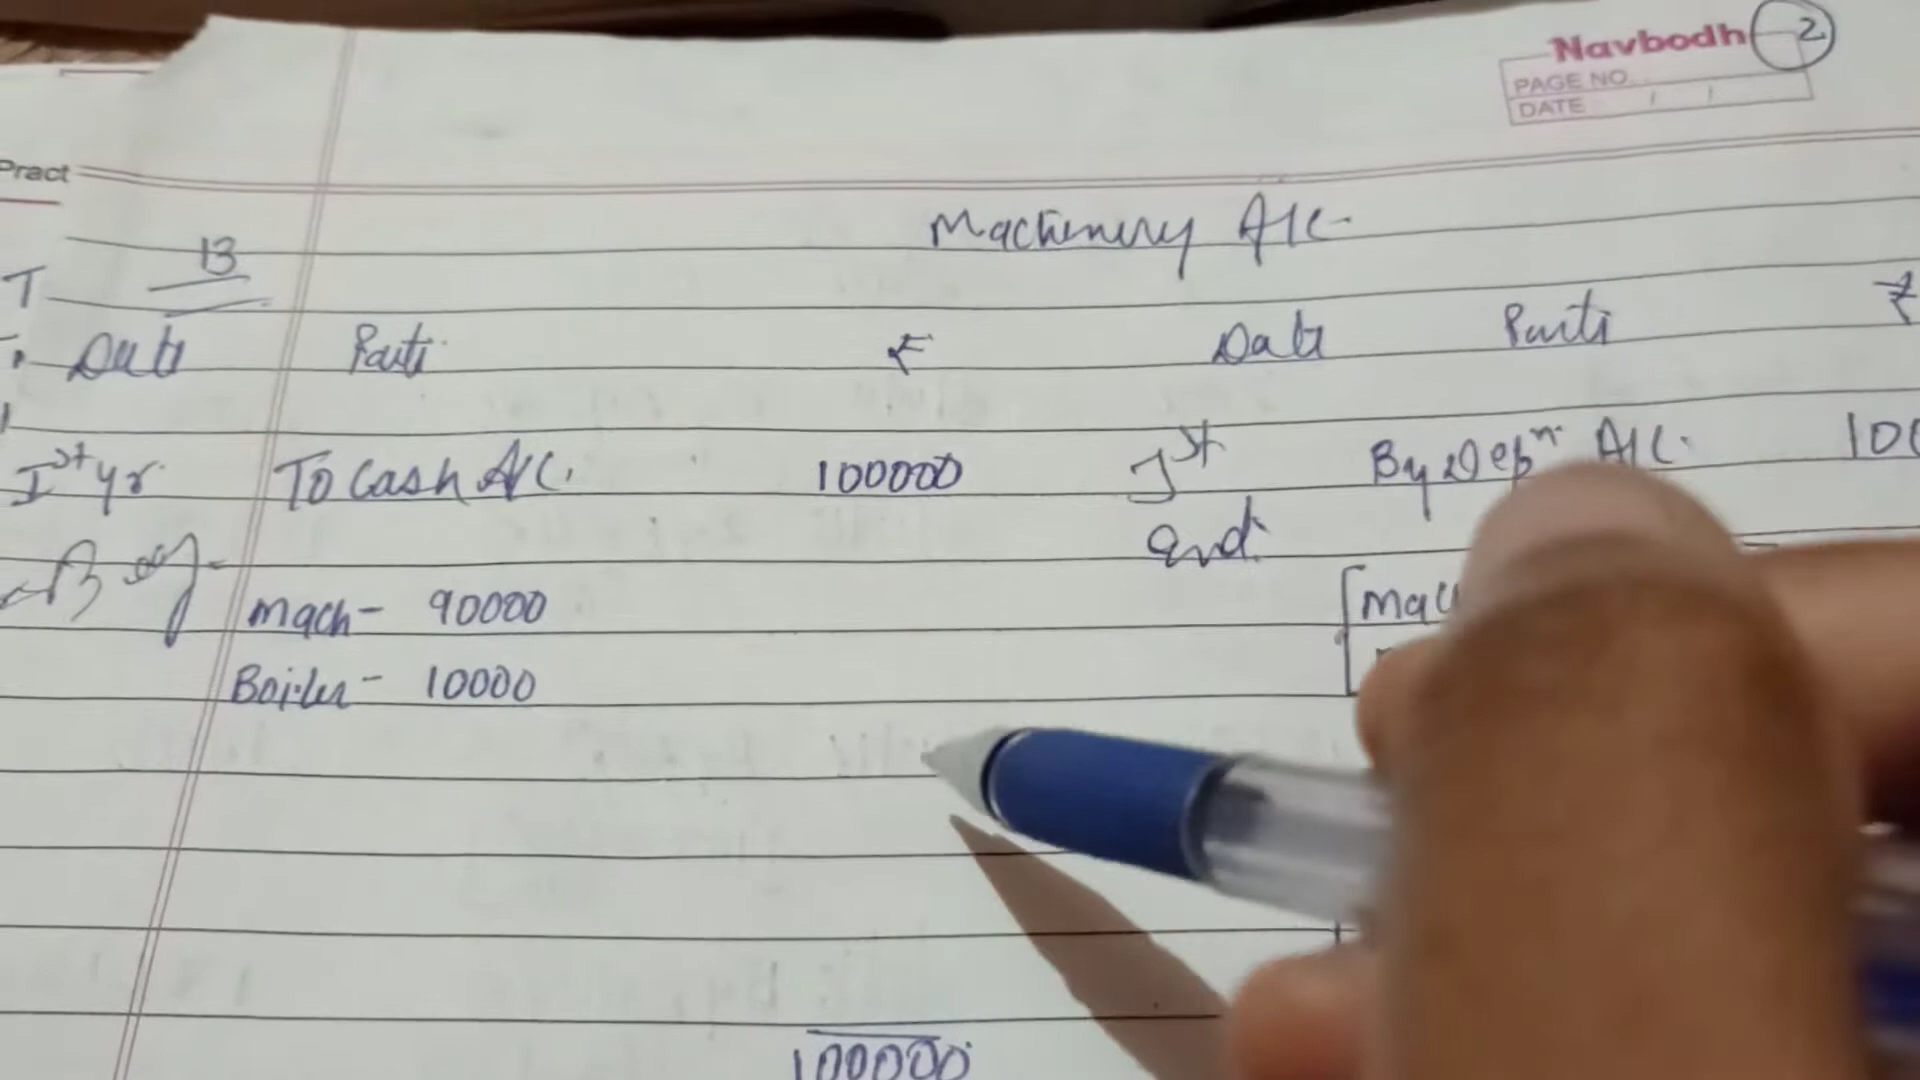 Navbodh 2
PAGE NO.
DATE / /
Pract
Machinery A/c
13
Date Parti ₹ Date Parti ₹
Ist yr. To Cash A/c. 100000 Ist By Depn. A/c. 100
end
Mach- 90000
Boiler- 10000
100000